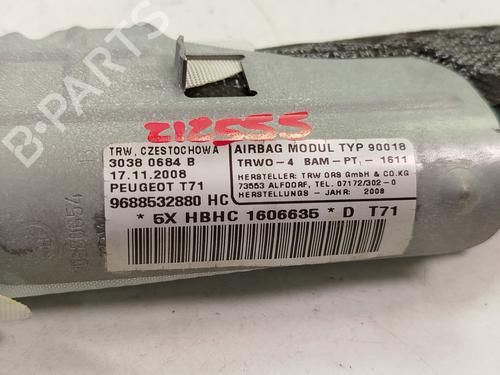 Z12555
TRW, CZESTOCHOWA
3038 0684 B
17.11.2008
PEUGEOT T71
9688532880 HC
AIRBAG MODUL TYP 90018
TRWO-4 BAM-PT, - 1611
HERSTELLER: TRW ORS GmbH & CO.KG
73553 ALFDORF, TEL. 07172/302-0
HERSTELLUNGS - JAHR: 2008
* 5X HBHC 1606635 * D T71